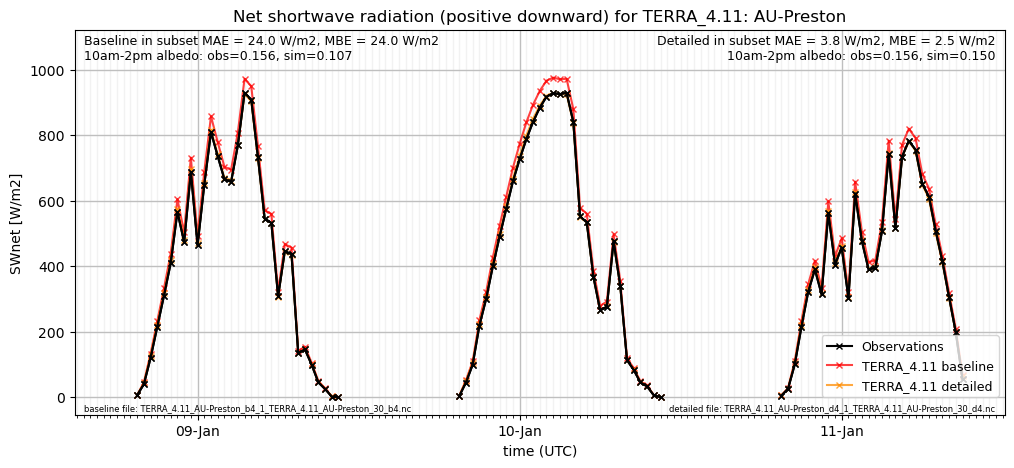 Net shortwave radiation (positive downward) for TERRA_4.11: AU-Preston
Baseline in subset MAE = 24.0 W/m2, MBE = 24.0 W/m2
10am-2pm albedo: obs=0.156, sim=0.107
Detailed in subset MAE = 3.8 W/m2, MBE = 2.5 W/m2
10am-2pm albedo: obs=0.156, sim=0.150
SWnet [W/m2]
1000
800
600
400
200
0
Observations
TERRA_4.11 baseline
TERRA_4.11 detailed
baseline file: TERRA_4.11_AU-Preston_b4_1_TERRA_4.11_AU-Preston_30_b4.nc
detailed file: TERRA_4.11_AU-Preston_d4_1_TERRA_4.11_AU-Preston_30_d4.nc
09-Jan
10-Jan
11-Jan
time (UTC)